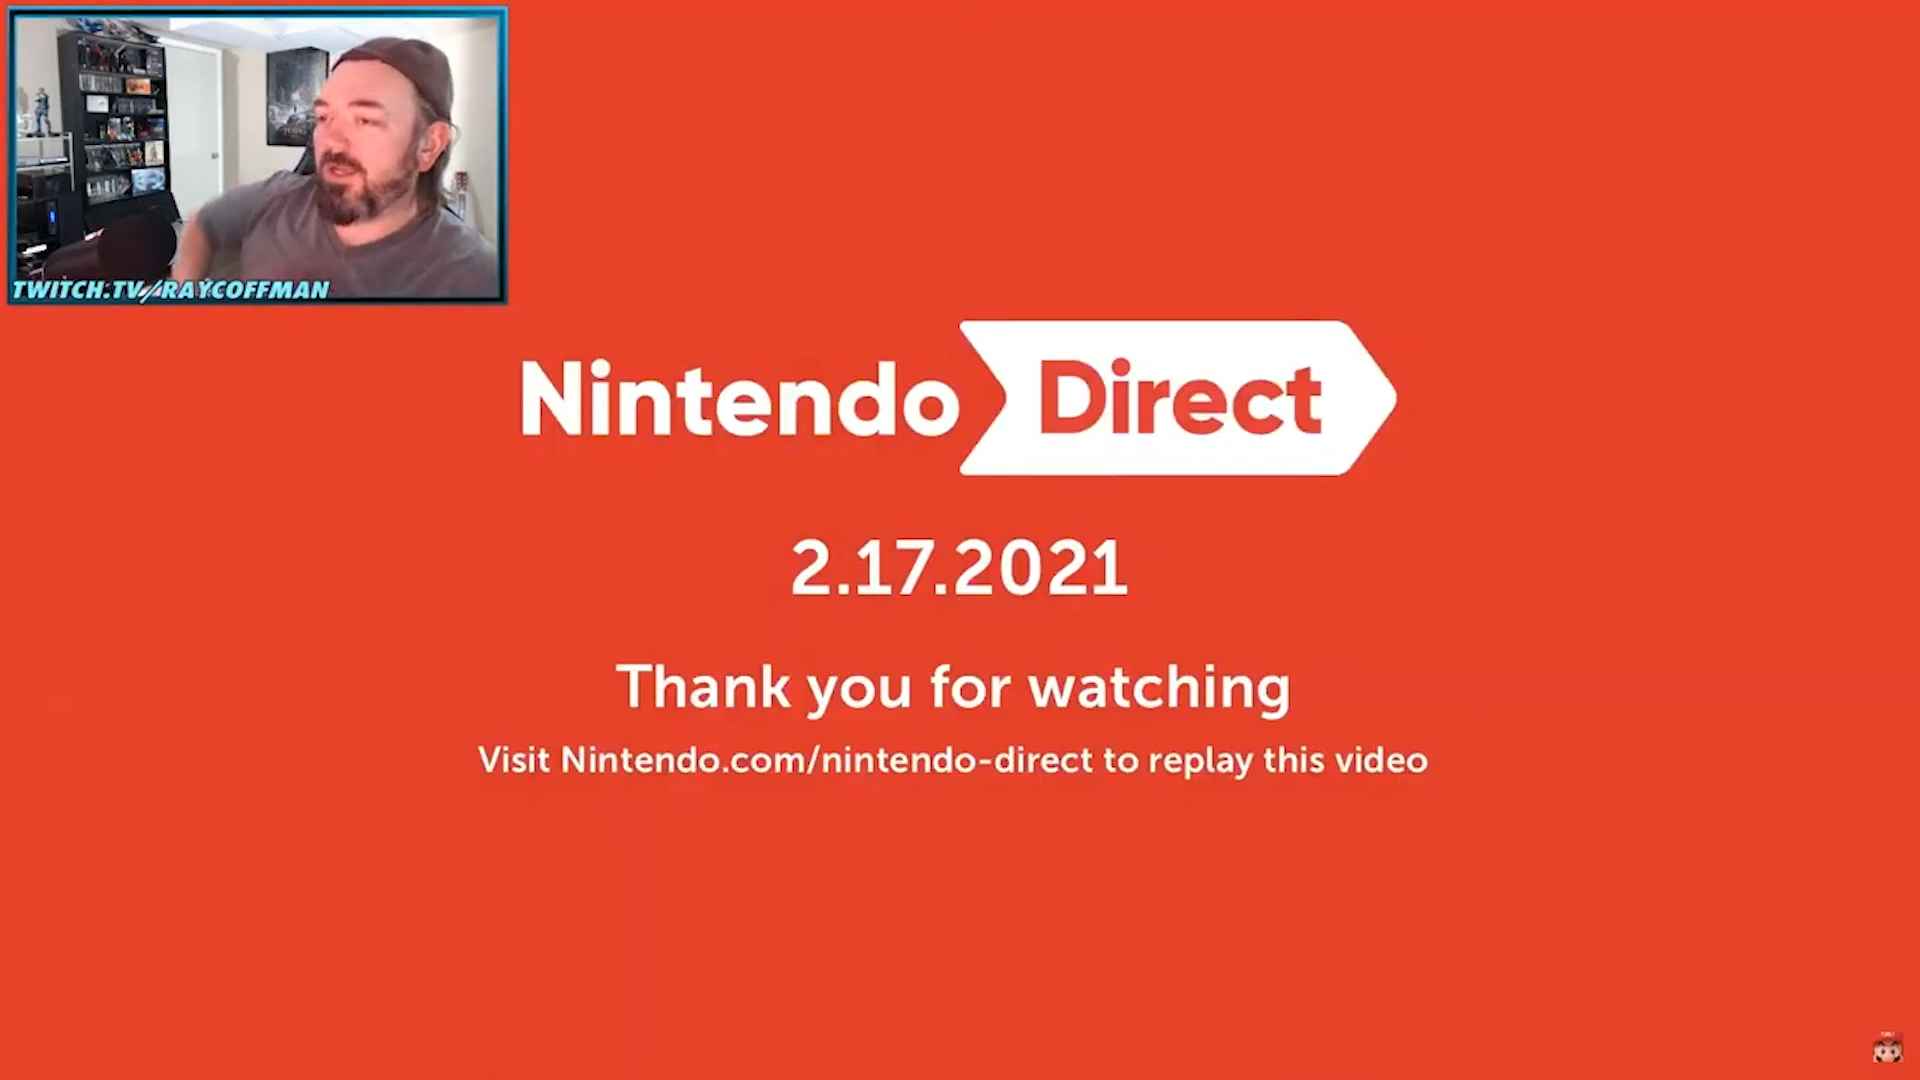 TWITCH.TV/RAYCOFFMAN
Nintendo Direct
2.17.2021
Thank you for watching
Visit Nintendo.com/nintendo-direct to replay this video